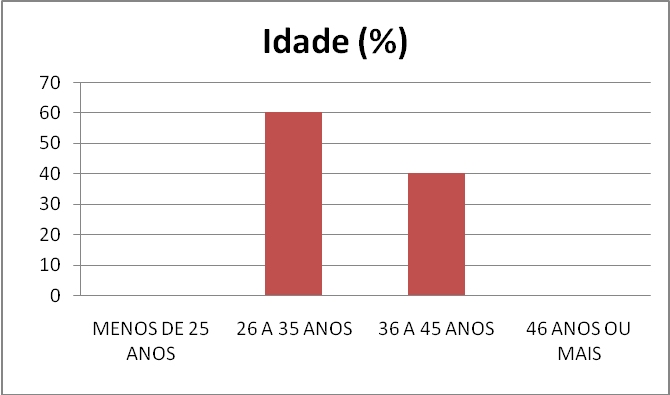 Idade (%)
70
60
50
40
30
20
10
0
MENOS DE 25
ANOS
26 A 35 ANOS
36 A 45 ANOS
46 ANOS OU
MAIS